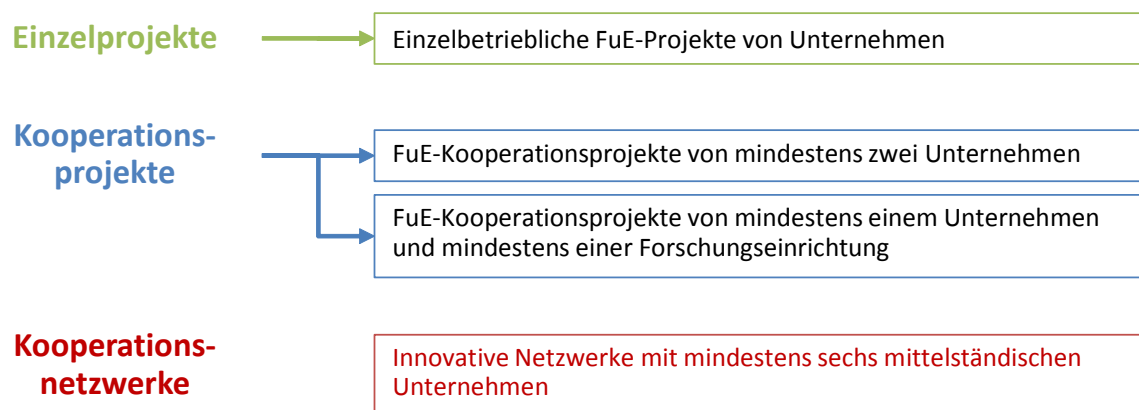 Einzelprojekte
Einzelbetriebliche FuE-Projekte von Unternehmen
Kooperations-
projekte
FuE-Kooperationsprojekte von mindestens zwei Unternehmen
FuE-Kooperationsprojekte von mindestens einem Unternehmen
und mindestens einer Forschungseinrichtung
Kooperations-
netzwerke
Innovative Netzwerke mit mindestens sechs mittelständischen
Unternehmen